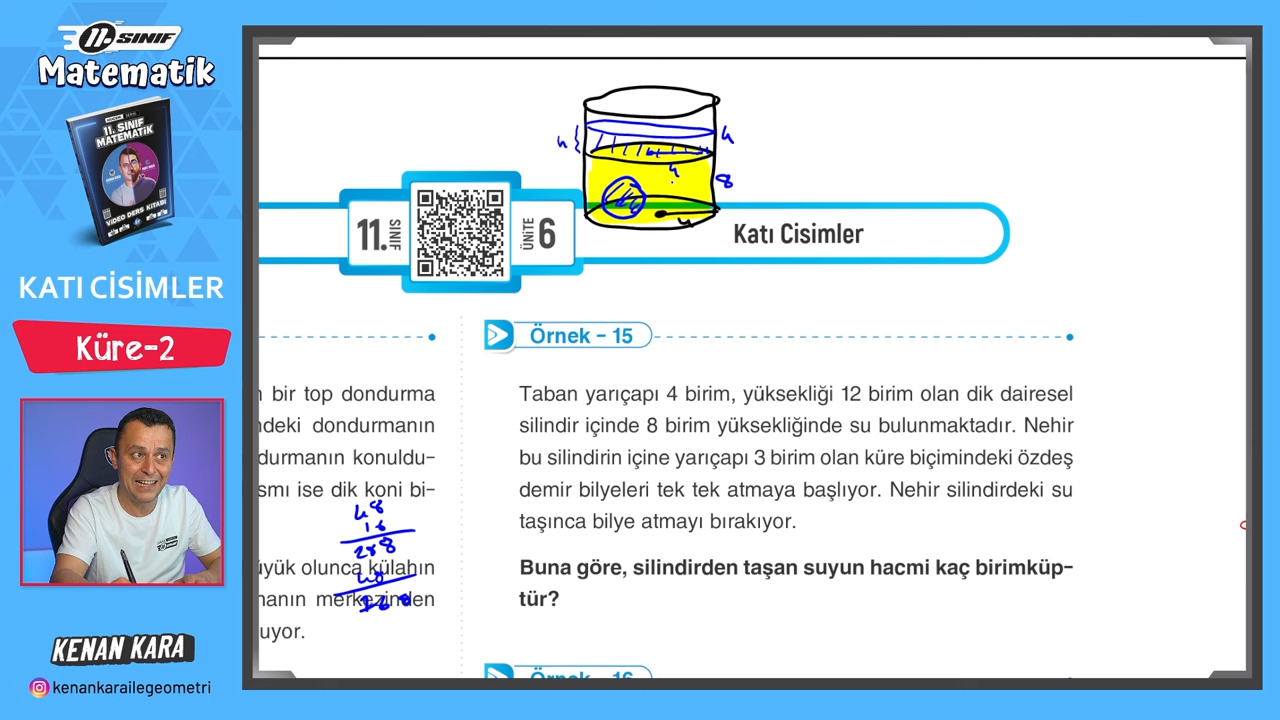 11. SINIF
Matematik
11. SINIF
MATEMATİK
VİDEO DERS KİTABI
KATI CİSİMLER
Küre-2
KENAN KARA
kenankarailegeometri
11. SINIF
ÜNİTE 6
Katı Cisimler
h
h
4
8
4
bir top dondurma
ndeki dondurmanın
durmanın konuldu-
smı ise dik koni bi-
48
16
288
48
768
üyük olunca külahın
manın merkezinden
uyor.
Örnek - 15
Taban yarıçapı 4 birim, yüksekliği 12 birim olan dik dairesel
silindir içinde 8 birim yüksekliğinde su bulunmaktadır. Nehir
bu silindirin içine yarıçapı 3 birim olan küre biçimindeki özdeş
demir bilyeleri tek tek atmaya başlıyor. Nehir silindirdeki su
taşınca bilye atmayı bırakıyor.
Buna göre, silindirden taşan suyun hacmi kaç birimküp-
tür?
Örnek - 16